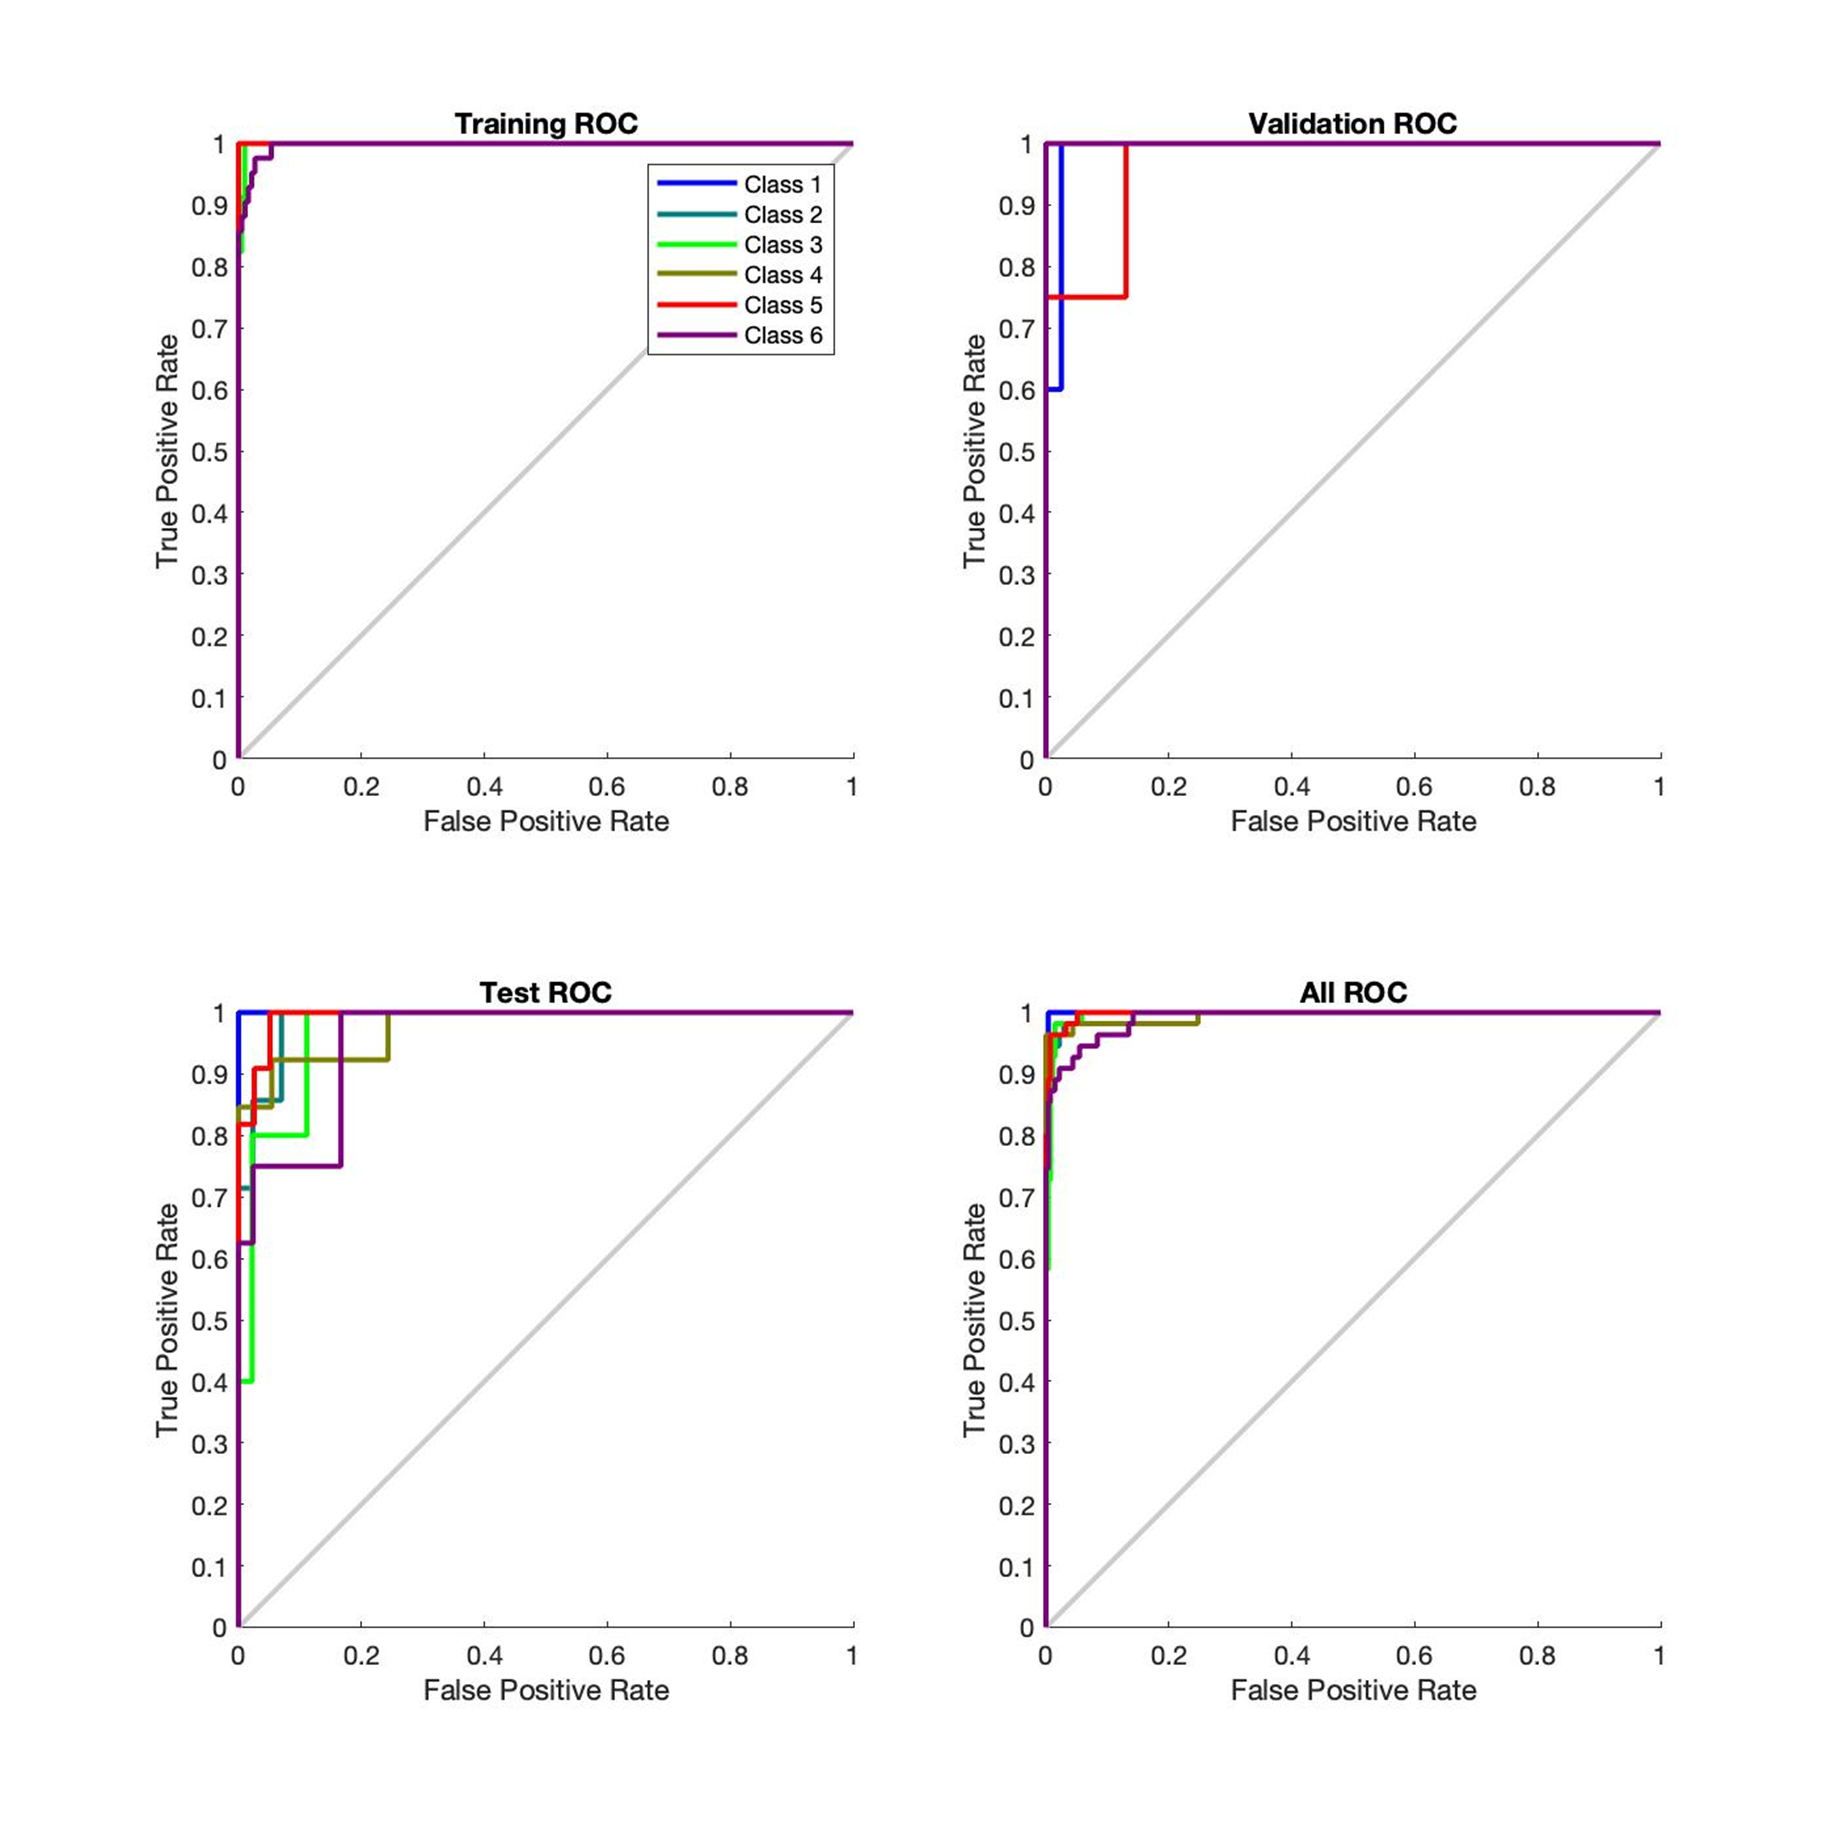 Training ROC
1
0.9
0.8
0.7
0.6
0.5
0.4
0.3
0.2
0.1
0
True Positive Rate
Class 1
Class 2
Class 3
Class 4
Class 5
Class 6
0 0.2 0.4 0.6 0.8 1
False Positive Rate
Validation ROC
1
0.9
0.8
0.7
0.6
0.5
0.4
0.3
0.2
0.1
0
True Positive Rate
0 0.2 0.4 0.6 0.8 1
False Positive Rate
Test ROC
1
0.9
0.8
0.7
0.6
0.5
0.4
0.3
0.2
0.1
0
True Positive Rate
0 0.2 0.4 0.6 0.8 1
False Positive Rate
All ROC
1
0.9
0.8
0.7
0.6
0.5
0.4
0.3
0.2
0.1
0
True Positive Rate
0 0.2 0.4 0.6 0.8 1
False Positive Rate